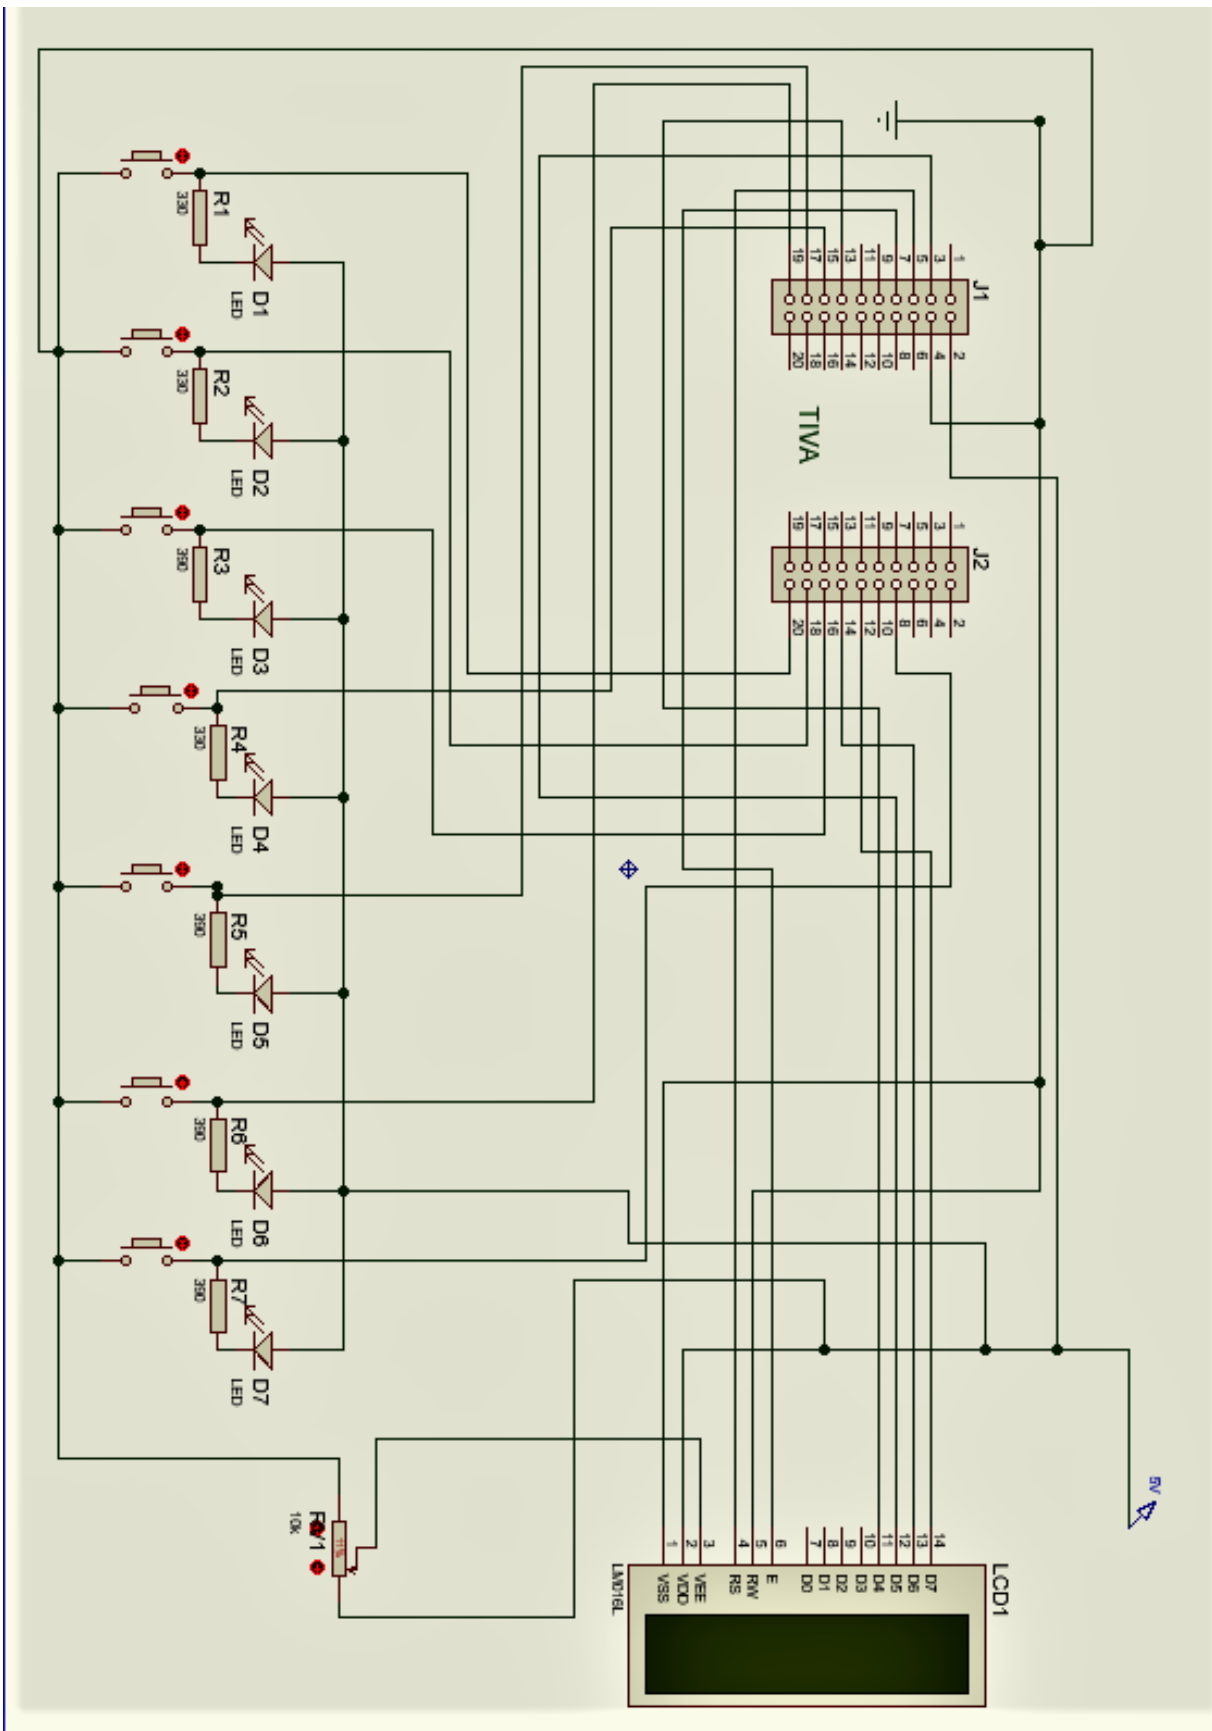 R1
330
D1
LED
R2
330
D2
LED
R3
390
D3
LED
R4
330
D4
LED
R5
390
D5
LED
R6
390
D6
LED
R7
390
D7
LED
J1
1 3 5 7 9 11 13 15 17 19
2 4 6 8 10 12 14 16 18 20
TIVA
J2
1 3 5 7 9 11 13 15 17 19
2 4 6 8 10 12 14 16 18 20
5V
RV1
10k
11%
LCD1
LM016L
1 2 3 4 5 6 7 8 9 10 11 12 13 14
VSS VDD VEE RS RW E D0 D1 D2 D3 D4 D5 D6 D7